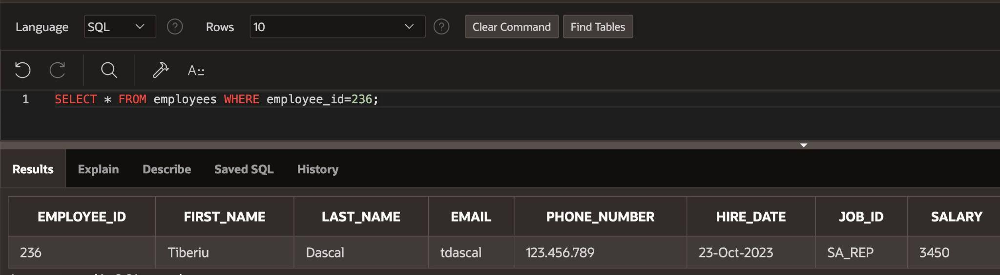 Language SQL ? Rows 10 ? Clear Command Find Tables
A
1 SELECT * FROM employees WHERE employee_id=236;
Results Explain Describe Saved SQL History
EMPLOYEE_ID FIRST_NAME LAST_NAME EMAIL PHONE_NUMBER HIRE_DATE JOB_ID SALARY
236 Tiberiu Dascal tdascal 123.456.789 23-Oct-2023 SA_REP 3450